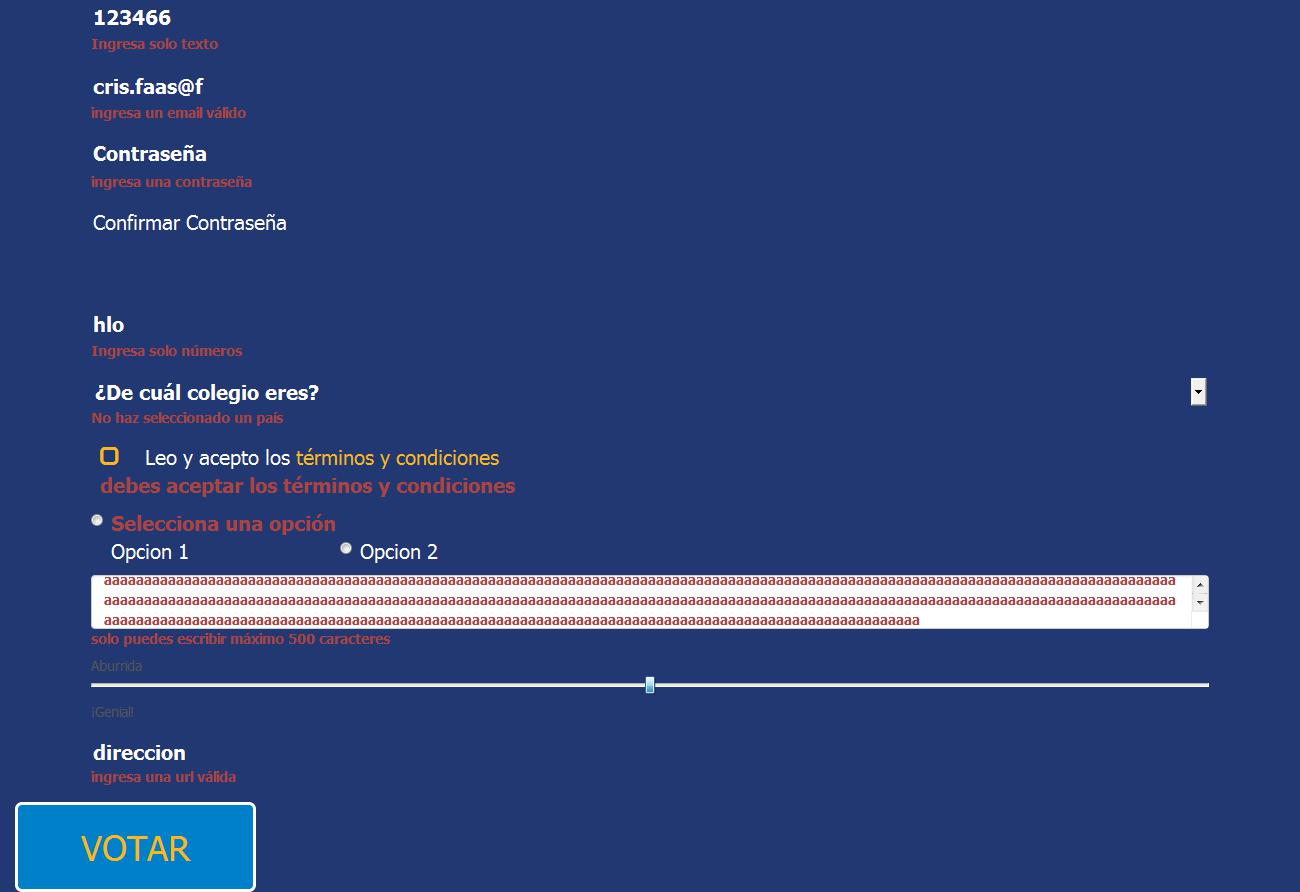 123466
Ingresa solo texto
cris.faas@f
ingresa un email válido
Contraseña
ingresa una contraseña
Confirmar Contraseña
hlo
Ingresa solo números
¿De cuál colegio eres?
No haz seleccionado un país
Leo y acepto los términos y condiciones
debes aceptar los términos y condiciones
Selecciona una opción
Opcion 1 Opcion 2
aaaaaaaaaaaaaaaaaaaaaaaaaaaaaaaaaaaaaaaaaaaaaaaaaaaaaaaaaaaaaaaaaaaaaaaaaaaaaaaaaaaaaaaaaaaaaaaaaaaaaaaaaaaaaaaaaaaaaaaaaaaaaaaaaaaaaa
aaaaaaaaaaaaaaaaaaaaaaaaaaaaaaaaaaaaaaaaaaaaaaaaaaaaaaaaaaaaaaaaaaaaaaaaaaaaaaaaaaaaaaaaaaaaaaaaaaaaaaaaaaaaaaaaaaaaaaaaaaaaaaaaaaaaaa
aaaaaaaaaaaaaaaaaaaaaaaaaaaaaaaaaaaaaaaaaaaaaaaaaaaaaaaaaaaaaaaaaaaaaaaaaaaaaaaaaaaaaaaaaaaaaaaaaaaaaa
solo puedes escribir máximo 500 caracteres
Aburrida
¡Genial!
direccion
ingresa una url válida
VOTAR